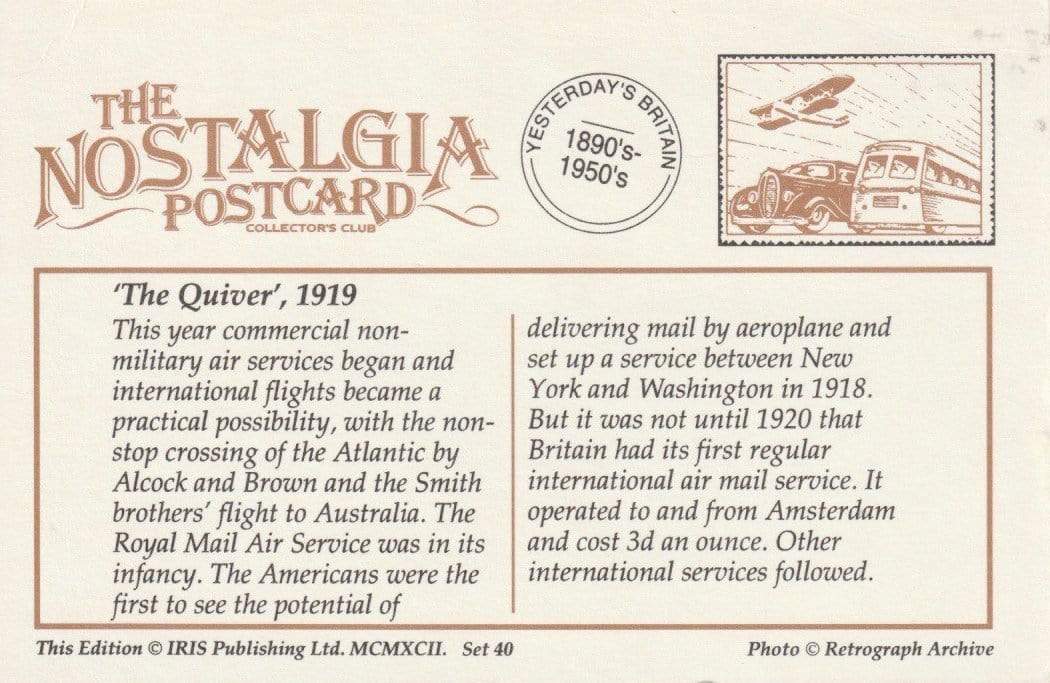 THE
NOSTALGIA
POSTCARD
COLLECTOR'S CLUB
YESTERDAY'S BRITAIN
1890's-
1950's
'The Quiver', 1919
This year commercial non-
military air services began and
international flights became a
practical possibility, with the non-
stop crossing of the Atlantic by
Alcock and Brown and the Smith
brothers' flight to Australia. The
Royal Mail Air Service was in its
infancy. The Americans were the
first to see the potential of
delivering mail by aeroplane and
set up a service between New
York and Washington in 1918.
But it was not until 1920 that
Britain had its first regular
international air mail service. It
operated to and from Amsterdam
and cost 3d an ounce. Other
international services followed.
This Edition © IRIS Publishing Ltd. MCMXCII. Set 40
Photo © Retrograph Archive